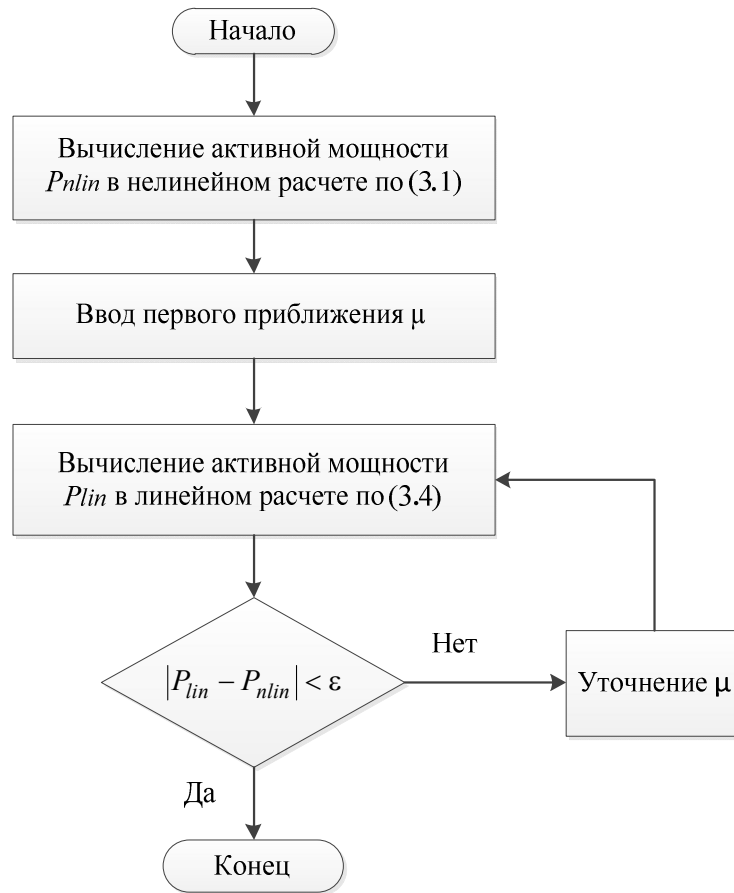 Начало
Вычисление активной мощности
Pnlin в нелинейном расчете по (3.1)
Ввод первого приближения μ
Вычисление активной мощности
Plin в линейном расчете по (3.4)
|Plin − Pnlin| < ε
Нет
Уточнение μ
Да
Конец